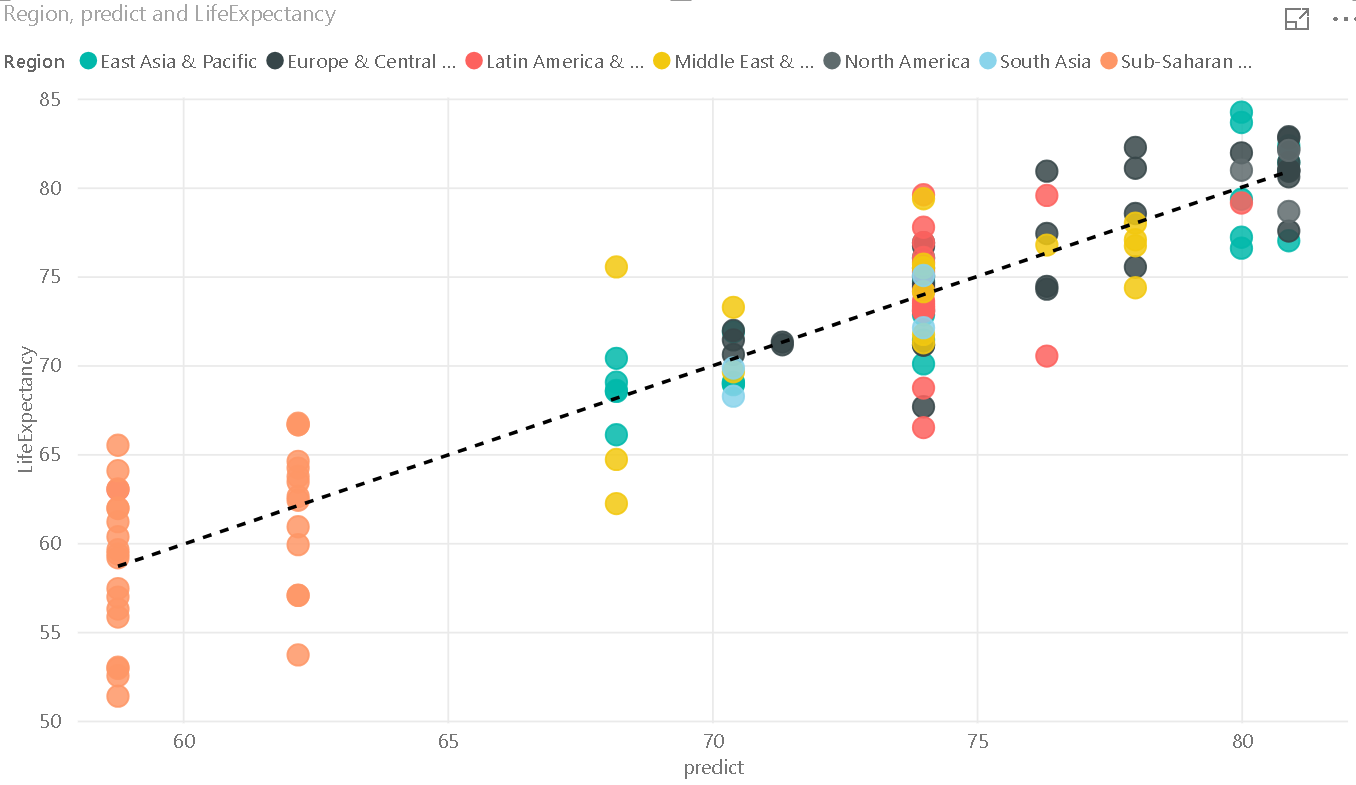 Region, predict and LifeExpectancy
Region East Asia & Pacific Europe & Central ... Latin America & ... Middle East & ... North America South Asia Sub-Saharan ...
85
80
75
70
65
60
55
50
LifeExpectancy
60 65 70 75 80
predict